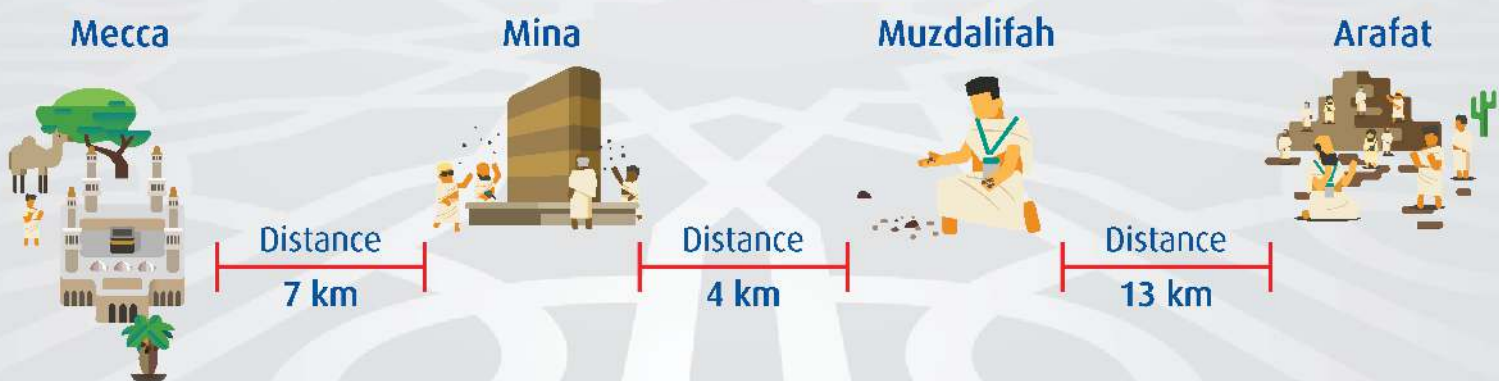 Mecca
Mina
Muzdalifah
Arafat
Distance
7 km
Distance
4 km
Distance
13 km